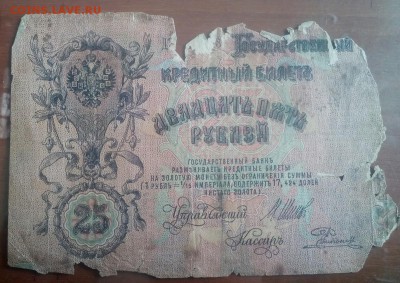 COINS.LAVE.RU
Государственный
Кредитный Билетъ
ДВАДЦАТЬ ПЯТЬ
РУБЛЕЙ
ГОСУДАРСТВЕННЫЙ БАНКЪ
РАЗМѢНИВАЕТЪ КРЕДИТНЫЕ БИЛЕТЫ
НА ЗОЛОТУЮ МОНЕТУ БЕЗЪ ОГРАНИЧЕНІЯ СУММЫ
(1 РУБЛЬ = 1/15 ИМПЕРІАЛА, СОДЕРЖИТЪ 17,424 ДОЛЕЙ
ЧИСТАГО ЗОЛОТА).
25
Управляющій
Кассиръ